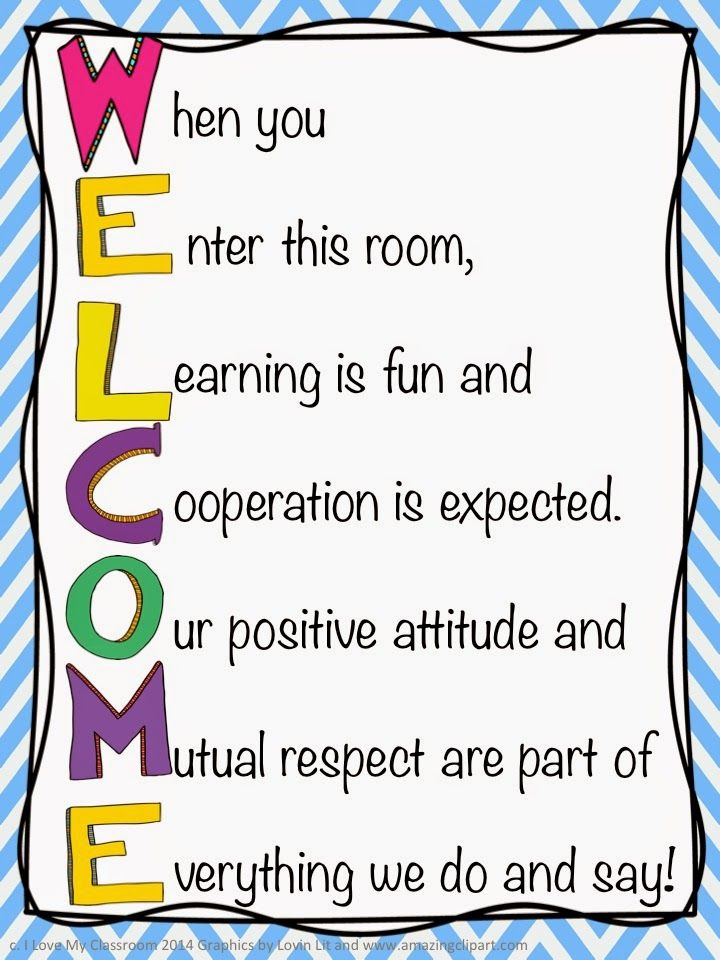 When you
Enter this room,
Learning is fun and
Cooperation is expected.
Our positive attitude and
Mutual respect are part of
Everything we do and say!
c. I Love My Classroom 2014 Graphics by Lovin Lit and www.amazingclipart.com